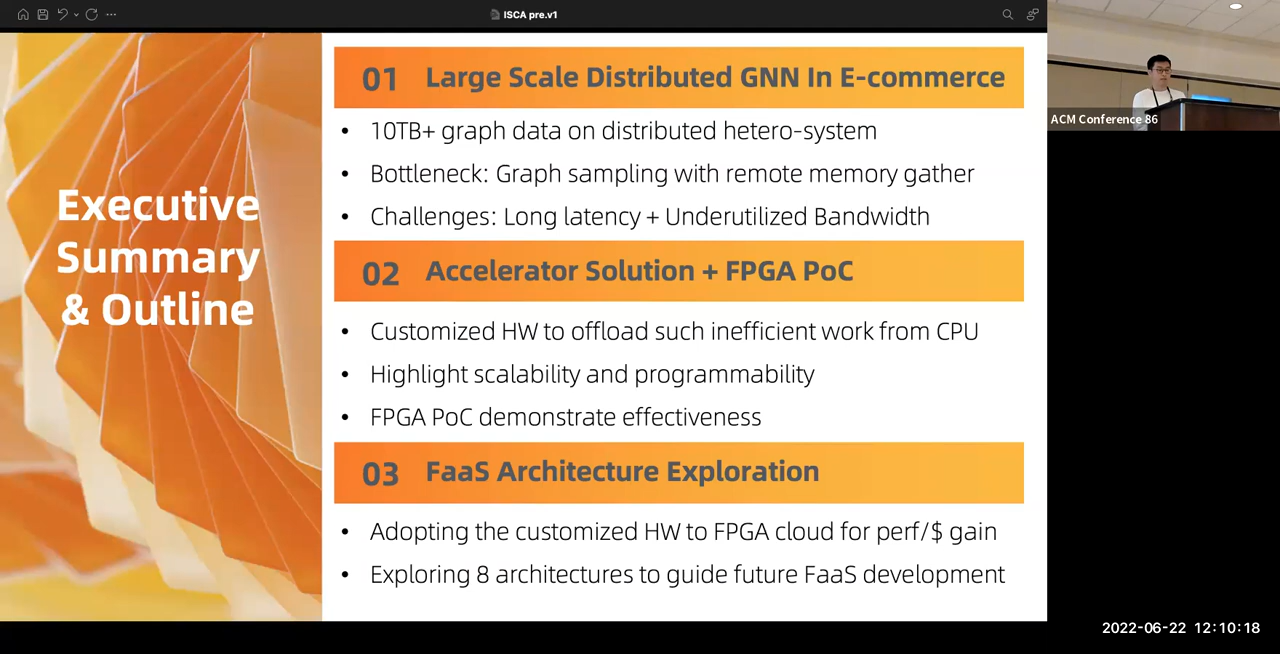 ISCA pre.v1
Executive
Summary
& Outline
01 Large Scale Distributed GNN In E-commerce
• 10TB+ graph data on distributed hetero-system
• Bottleneck: Graph sampling with remote memory gather
• Challenges: Long latency + Underutilized Bandwidth
02 Accelerator Solution + FPGA PoC
• Customized HW to offload such inefficient work from CPU
• Highlight scalability and programmability
• FPGA PoC demonstrate effectiveness
03 FaaS Architecture Exploration
• Adopting the customized HW to FPGA cloud for perf/$ gain
• Exploring 8 architectures to guide future FaaS development
ACM Conference 86
2022-06-22 12:10:18